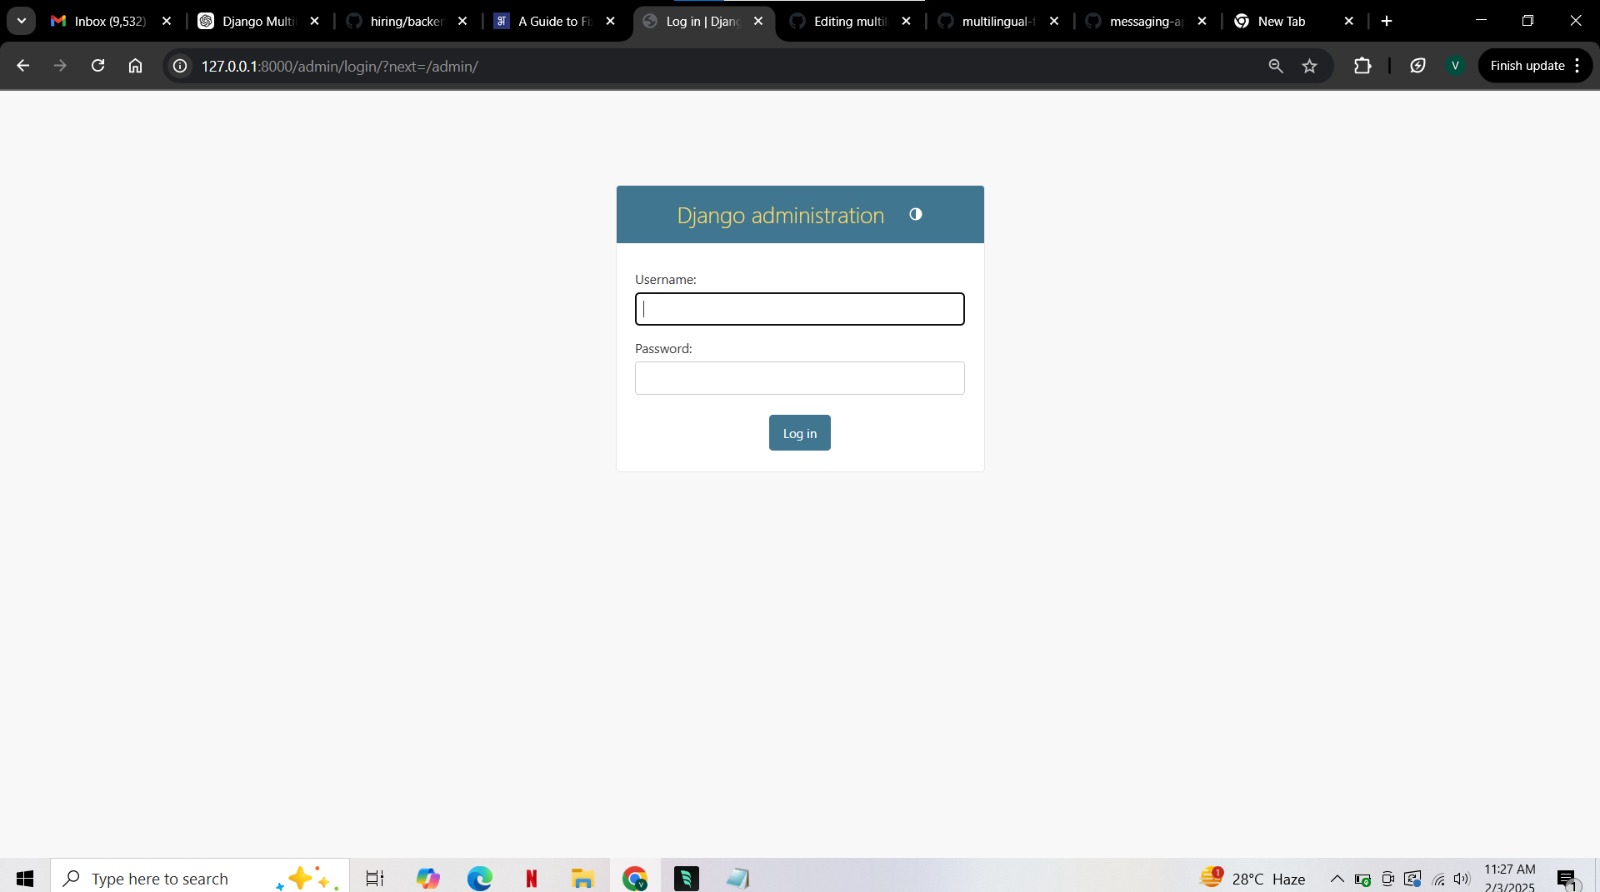 Inbox (9,532)
Django Multi
hiring/backe
A Guide to Fi
Log in | Djang
Editing multil
multilingual-f
messaging-a
New Tab
127.0.0.1:8000/admin/login/?next=/admin/
V
Finish update
Django administration
Username:
Password:
Log in
Type here to search
28°C Haze
11:27 AM
2/3/2025